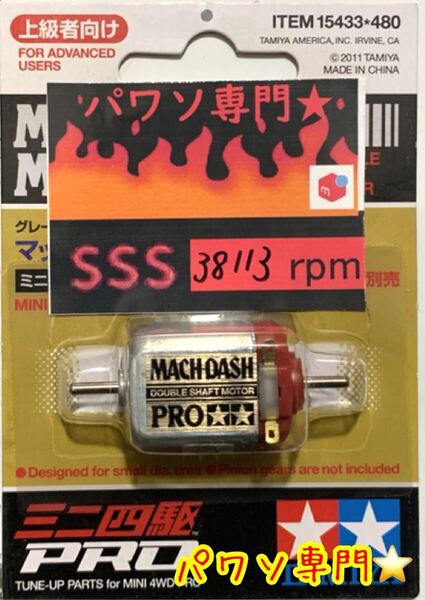 上級者向け
FOR ADVANCED
USERS
ITEM 15433★480
TAMIYA AMERICA, INC. IRVINE, CA
©2011 TAMIYA
MADE IN CHINA
パワソ専門★
SSS 38113 rpm
グレー
マッ
ミニ
別売
MINI
MACH-DASH
DOUBLE SHAFT MOTOR
PRO★★
●Designed for small dia. tires ●Pinion gears are not included
ミニ四駆
PRO
TUNE-UP PARTS for MINI 4WD PRO
パワソ専門⭐